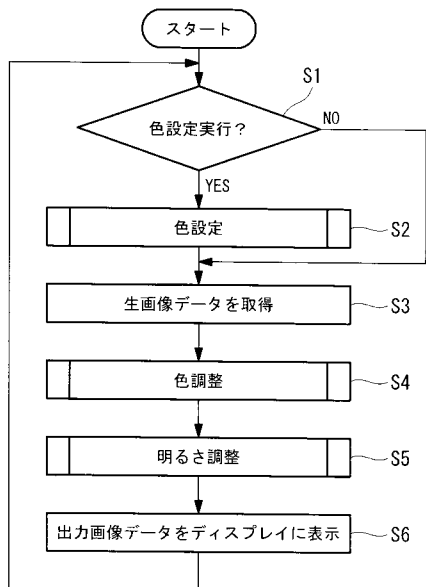 スタート
S1
色設定実行？
NO
YES
色設定
S2
生画像データを取得
S3
色調整
S4
明るさ調整
S5
出力画像データをディスプレイに表示
S6